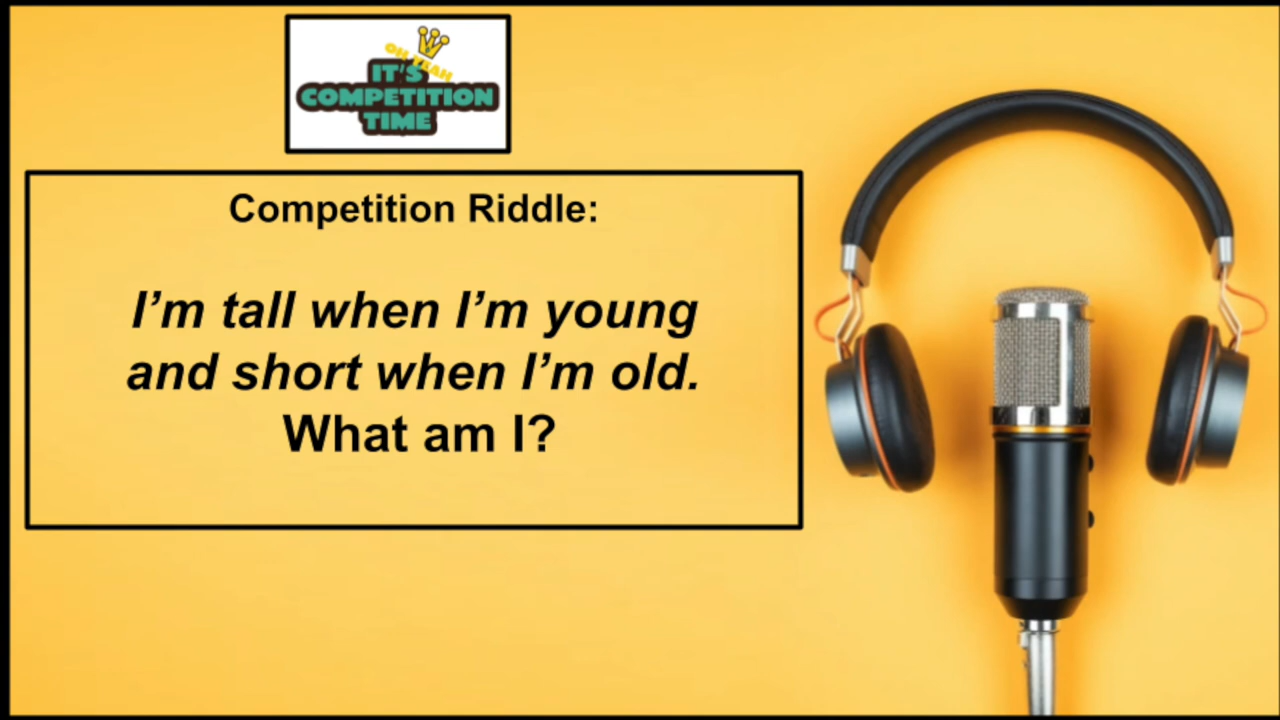 OH YEAH
IT'S
COMPETITION
TIME
Competition Riddle:
I’m tall when I’m young
and short when I’m old.
What am I?